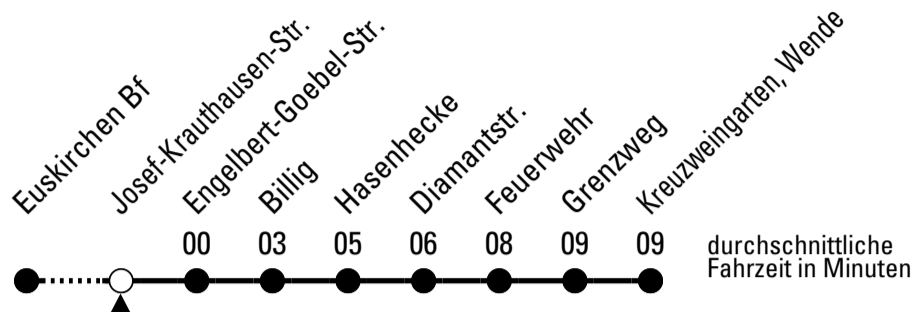 Euskirchen Bf
Josef-Krauthausen-Str.
Engelbert-Goebel-Str.
Billig
Hasenhecke
Diamantstr.
Feuerwehr
Grenzweg
Kreuzweingarten, Wende
00 03 05 06 08 09 09
durchschnittliche
Fahrzeit in Minuten